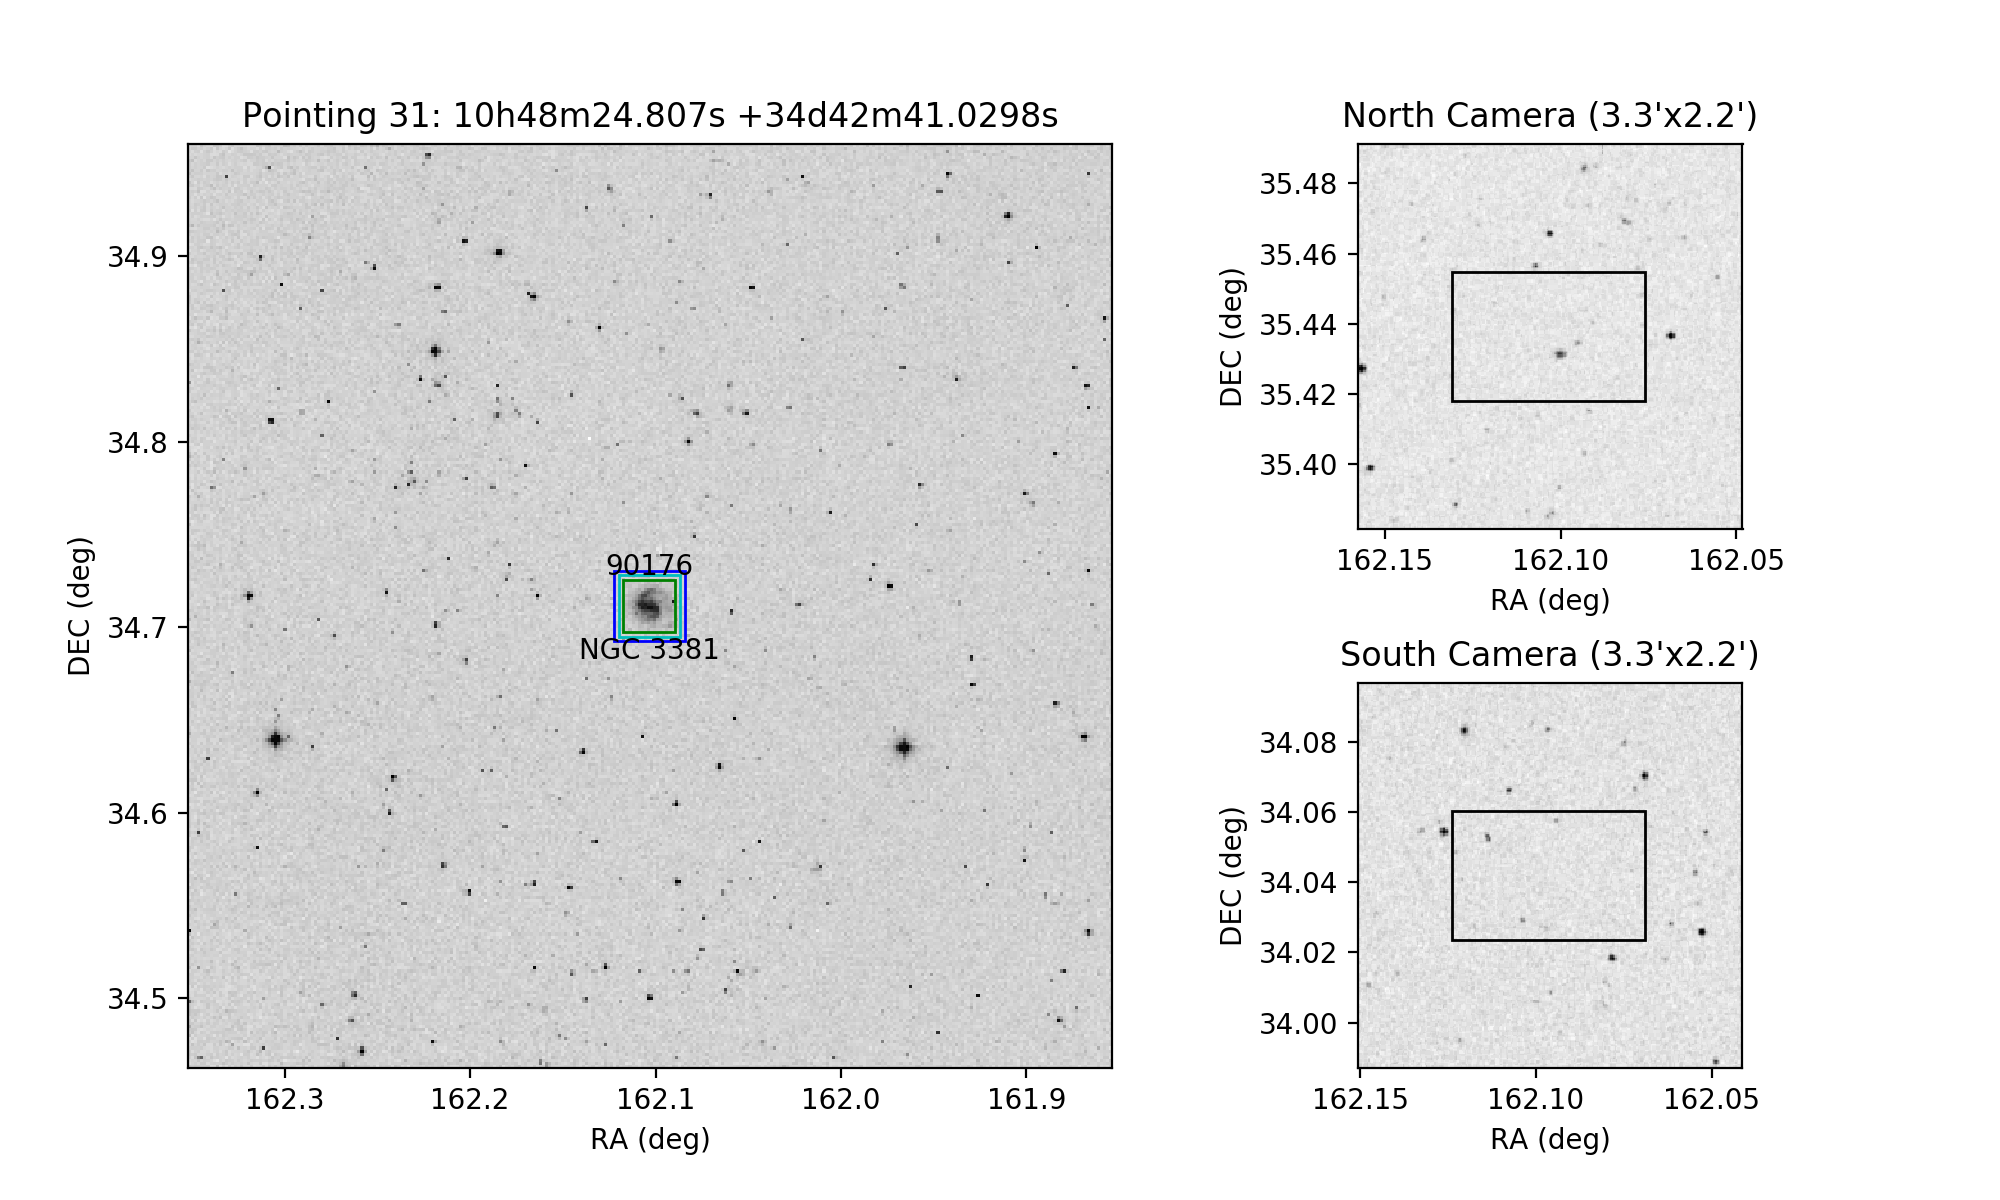 Pointing 31: 10h48m24.807s +34d42m41.0298s
34.9
34.8
34.7
34.6
34.5
DEC (deg)
90176
NGC 3381
162.3 162.2 162.1 162.0 161.9
RA (deg)
North Camera (3.3'x2.2')
35.48
35.46
35.44
35.42
35.40
DEC (deg)
162.15 162.10 162.05
RA (deg)
South Camera (3.3'x2.2')
34.08
34.06
34.04
34.02
34.00
DEC (deg)
162.15 162.10 162.05
RA (deg)